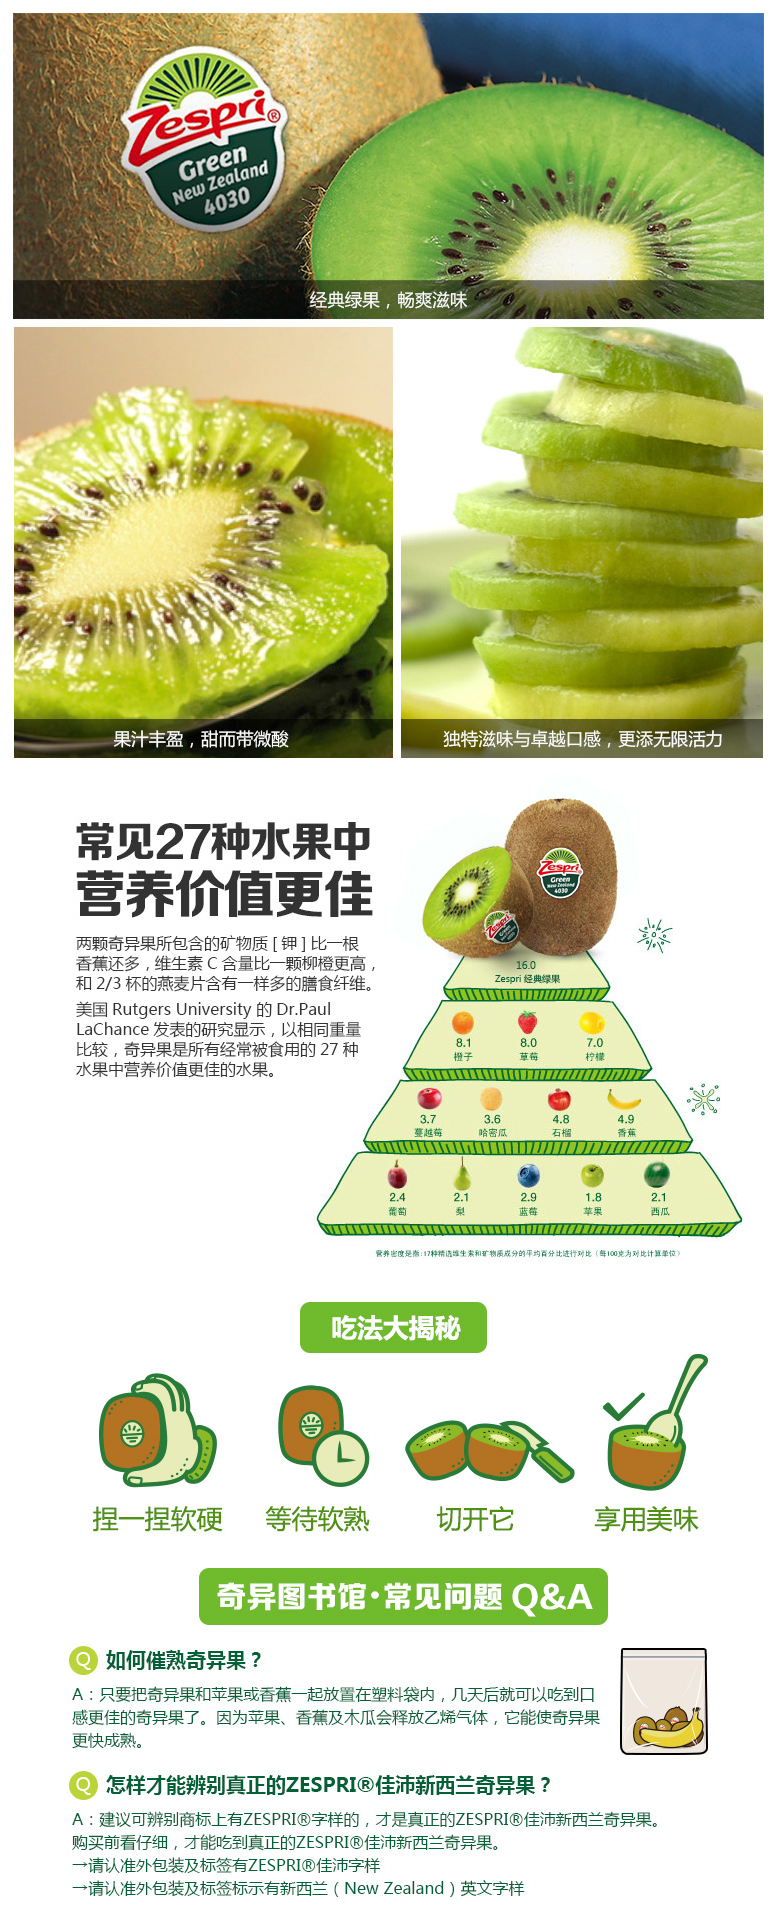 Zespri®
Green
New Zealand
4030
经典绿果，畅爽滋味
果汁丰盈，甜而带微酸
独特滋味与卓越口感，更添无限活力
常见27种水果中
营养价值更佳
两颗奇异果所包含的矿物质 [ 钾 ] 比一根
香蕉还多，维生素 C 含量比一颗柳橙更高，
和 2/3 杯的燕麦片含有一样多的膳食纤维。
美国 Rutgers University 的 Dr.Paul
LaChance 发表的研究显示，以相同重量
比较，奇异果是所有经常被食用的 27 种
水果中营养价值更佳的水果。
Zespri
Green
New Zealand
4030
Zespri
Green
New Zealand
4030
16.0
Zespri 经典绿果
8.1 8.0 7.0
橙子 草莓 柠檬
3.7 3.6 4.8 4.9
蔓越莓 哈密瓜 石榴 香蕉
2.4 2.1 2.9 1.8 2.1
葡萄 梨 蓝莓 苹果 西瓜
营养密度是指:17种精选维生素和矿物质成分的平均百分比进行对比（每100克为对比计算单位）
吃法大揭秘
捏一捏软硬 等待软熟 切开它 享用美味
奇异图书馆·常见问题 Q&A
Q 如何催熟奇异果？
A：只要把奇异果和苹果或香蕉一起放置在塑料袋内，几天后就可以吃到口
感更佳的奇异果了。因为苹果、香蕉及木瓜会释放乙烯气体，它能使奇异果
更快成熟。
Q 怎样才能辨别真正的ZESPRI®佳沛新西兰奇异果？
A：建议可辨别商标上有ZESPRI®字样的，才是真正的ZESPRI®佳沛新西兰奇异果。
购买前看仔细，才能吃到真正的ZESPRI®佳沛新西兰奇异果。
→请认准外包装及标签有ZESPRI®佳沛字样
→请认准外包装及标签标示有新西兰（New Zealand）英文字样